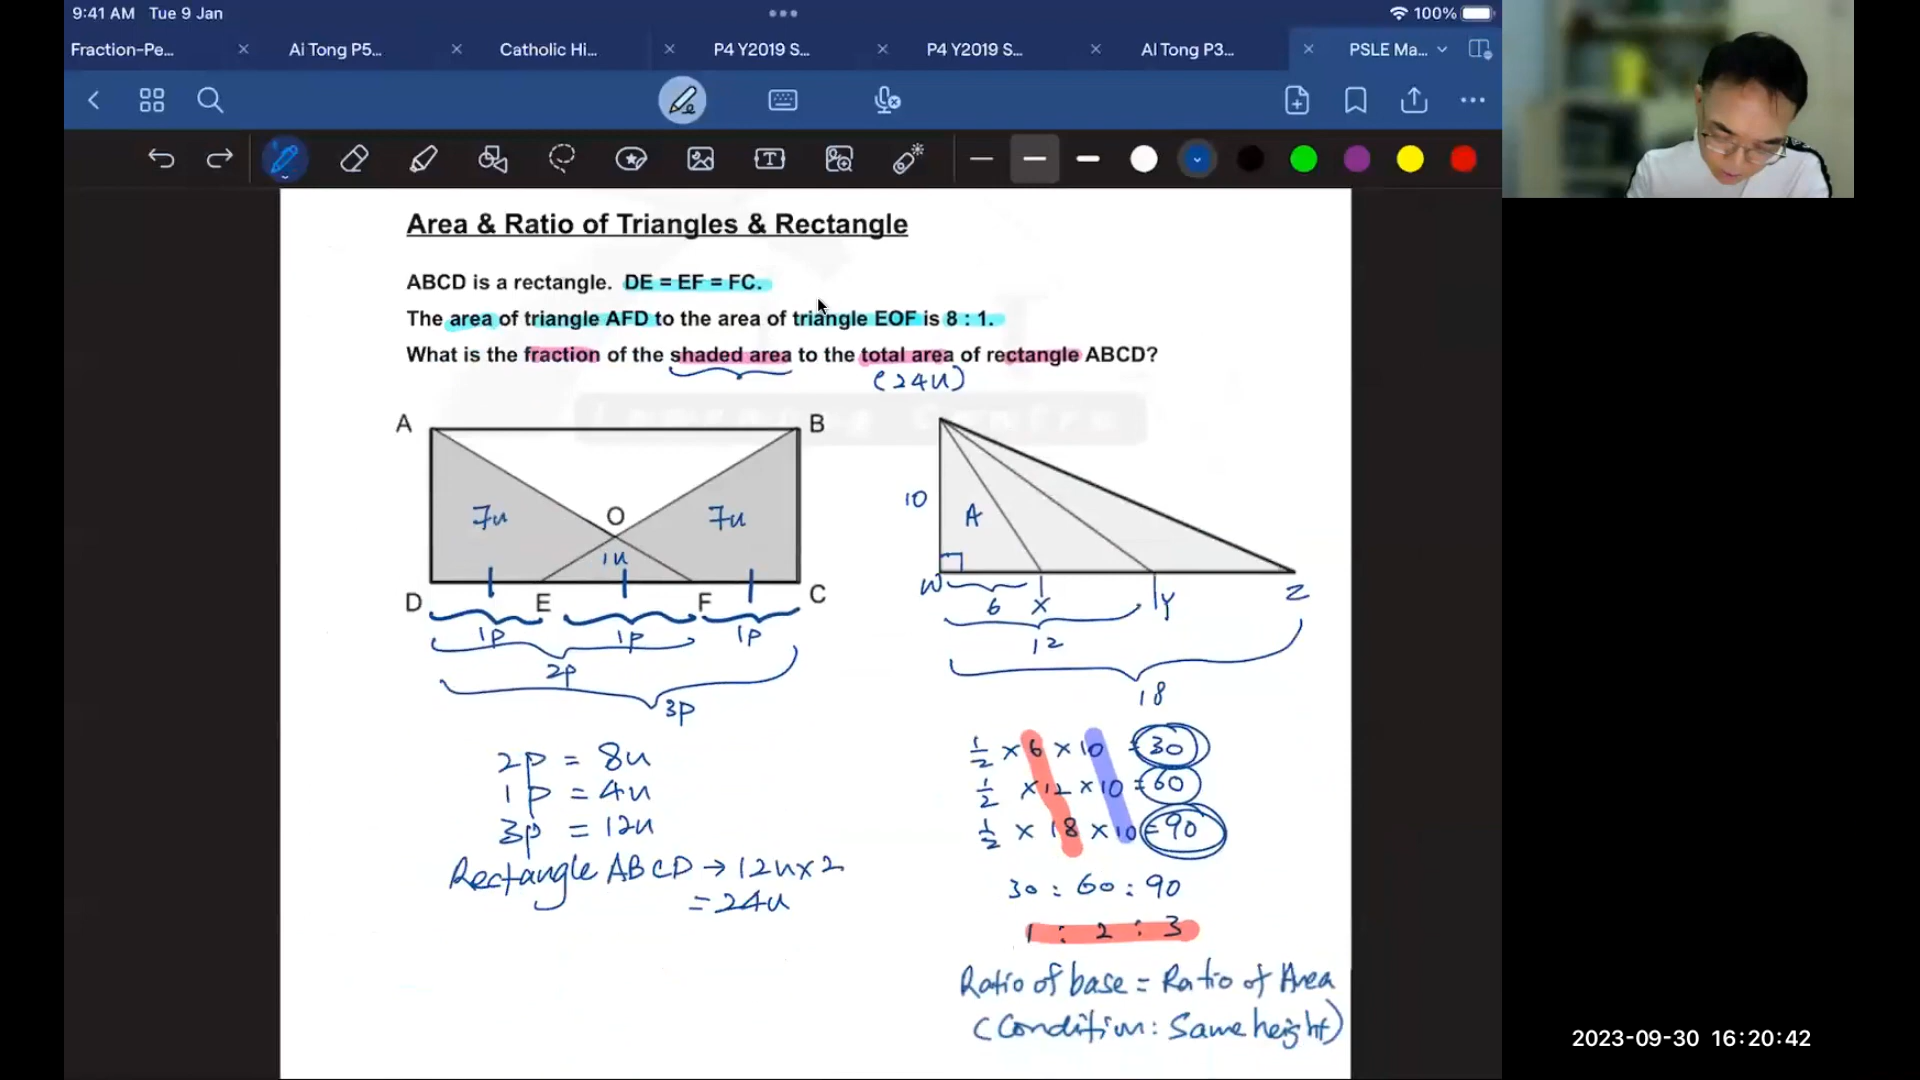 9:41 AM Tue 9 Jan
100%
Fraction-Pe...
Ai Tong P5...
Catholic Hi...
P4 Y2019 S...
P4 Y2019 S...
AI Tong P3...
PSLE Ma...
Area & Ratio of Triangles & Rectangle
ABCD is a rectangle. DE = EF = FC.
The area of triangle AFD to the area of triangle EOF is 8 : 1.
What is the fraction of the shaded area to the total area of rectangle ABCD?
(24u)
Learning Centre
A
B
7u
O
7u
1u
D
E
F
C
1p
1p
1p
2p
3p
10
A
W
6
X
Y
Z
12
18
2p = 8u
1p = 4u
3p = 12u
Rectangle ABCD → 12u×2
= 24u
1/2 × 6 × 10 = 30
1/2 × 12 × 10 = 60
1/2 × 18 × 10 = 90
30 : 60 : 90
1 : 2 : 3
Ratio of base = Ratio of Area
(Condition: Same height)
2023-09-30 16:20:42